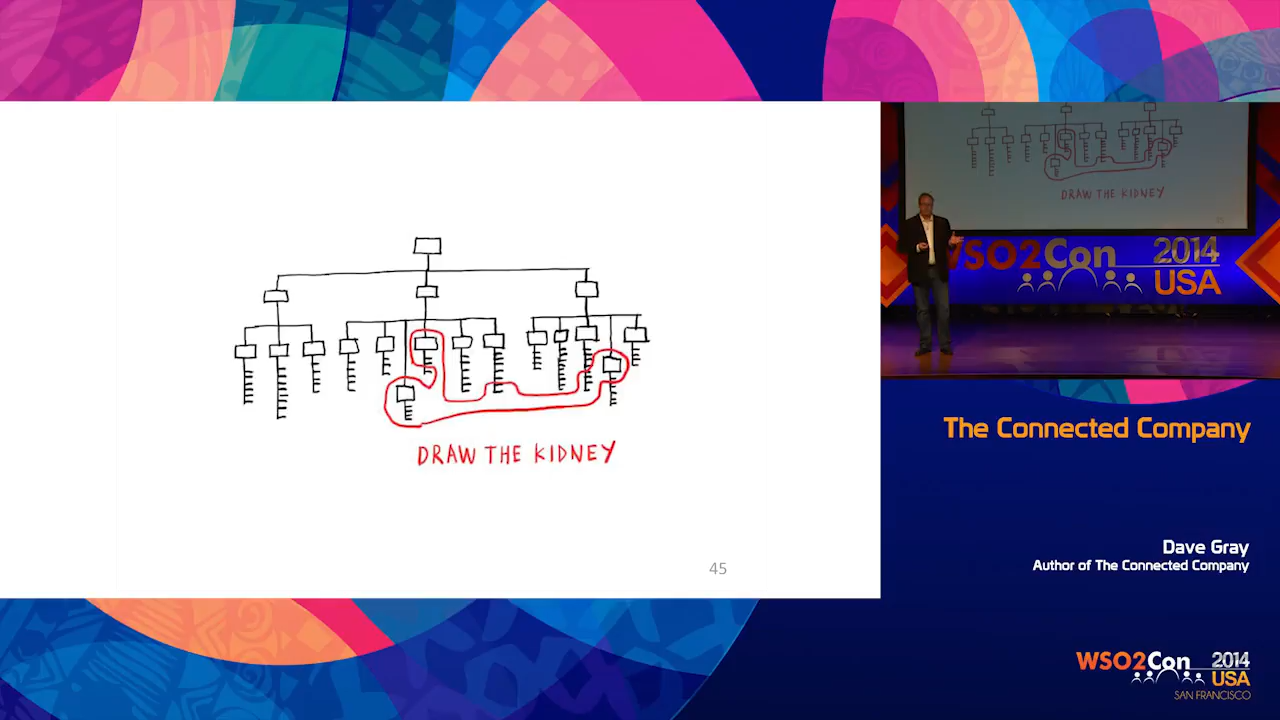 DRAW THE KIDNEY
45
DRAW THE KIDNEY
WSO2Con 2014
USA
The Connected Company
Dave Gray
Author of The Connected Company
WSO2Con 2014
USA
SAN FRANCISCO